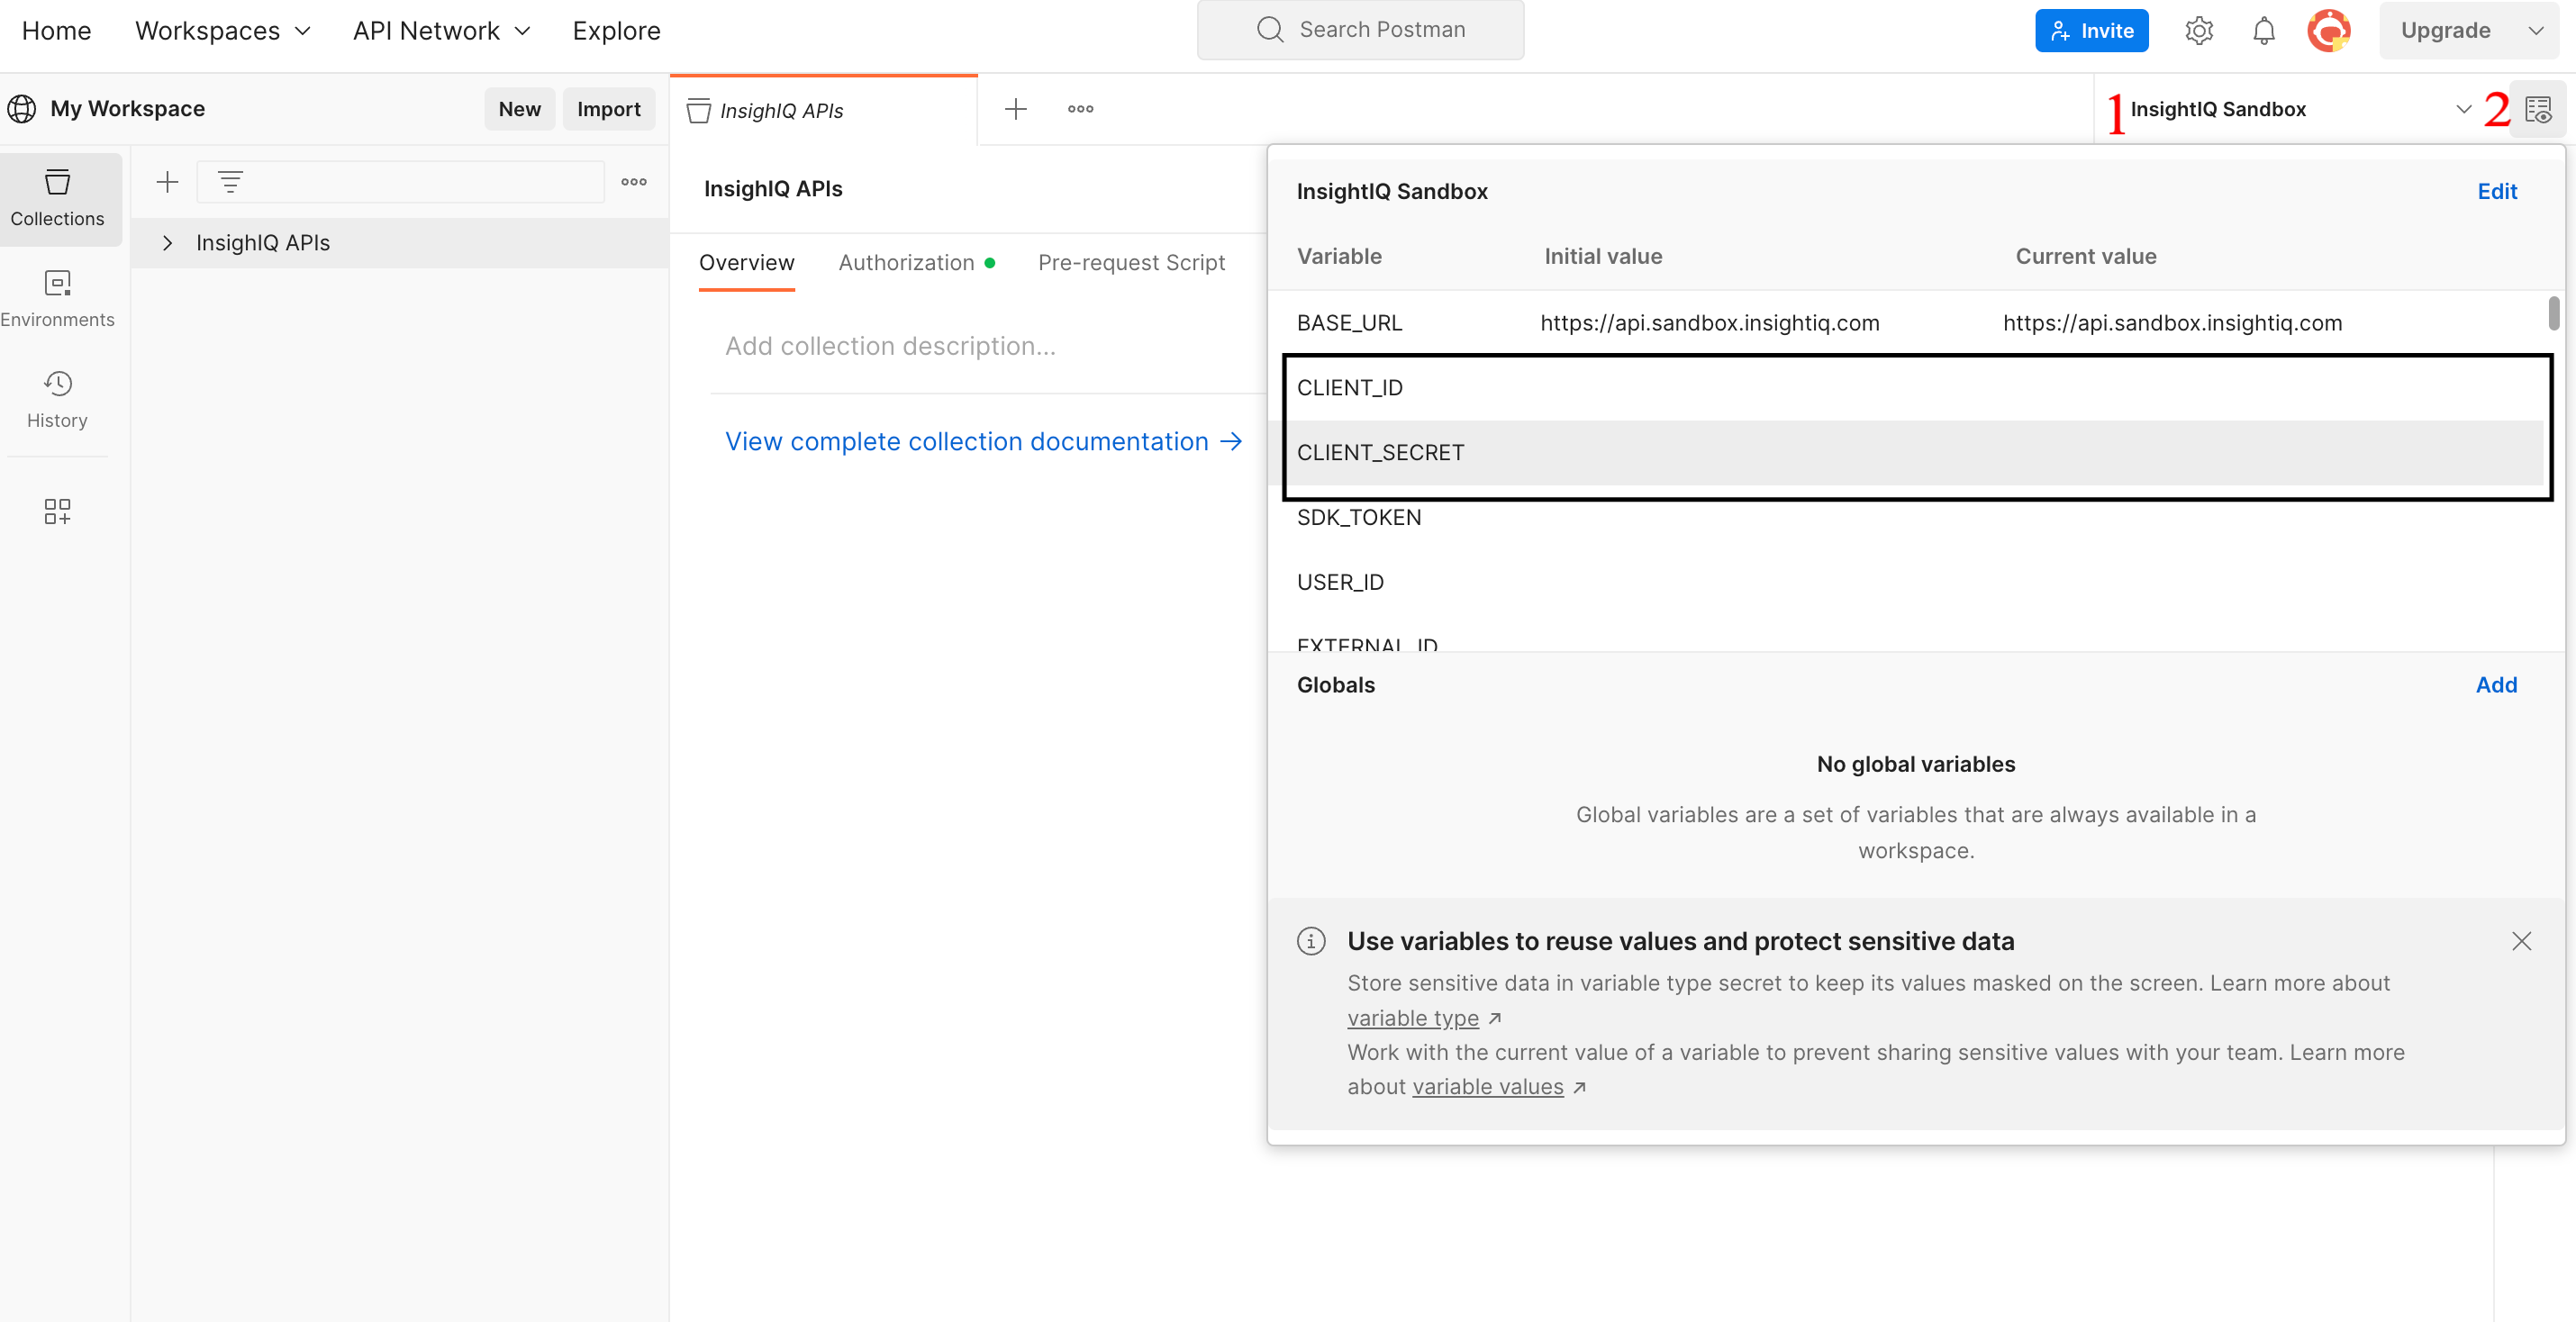 Home Workspaces API Network Explore Search Postman Invite Upgrade
My Workspace New Import InsighIQ APIs 1 InsightIQ Sandbox 2
Collections
InsighIQ APIs
Environments
History
InsighIQ APIs
Overview Authorization Pre-request Script
Add collection description...
View complete collection documentation →
InsightIQ Sandbox Edit
Variable Initial value Current value
BASE_URL https://api.sandbox.insightiq.com https://api.sandbox.insightiq.com
CLIENT_ID
CLIENT_SECRET
SDK_TOKEN
USER_ID
EXTERNAL_ID
Globals Add
No global variables
Global variables are a set of variables that are always available in a
workspace.
Use variables to reuse values and protect sensitive data
Store sensitive data in variable type secret to keep its values masked on the screen. Learn more about
variable type ↗
Work with the current value of a variable to prevent sharing sensitive values with your team. Learn more
about variable values ↗